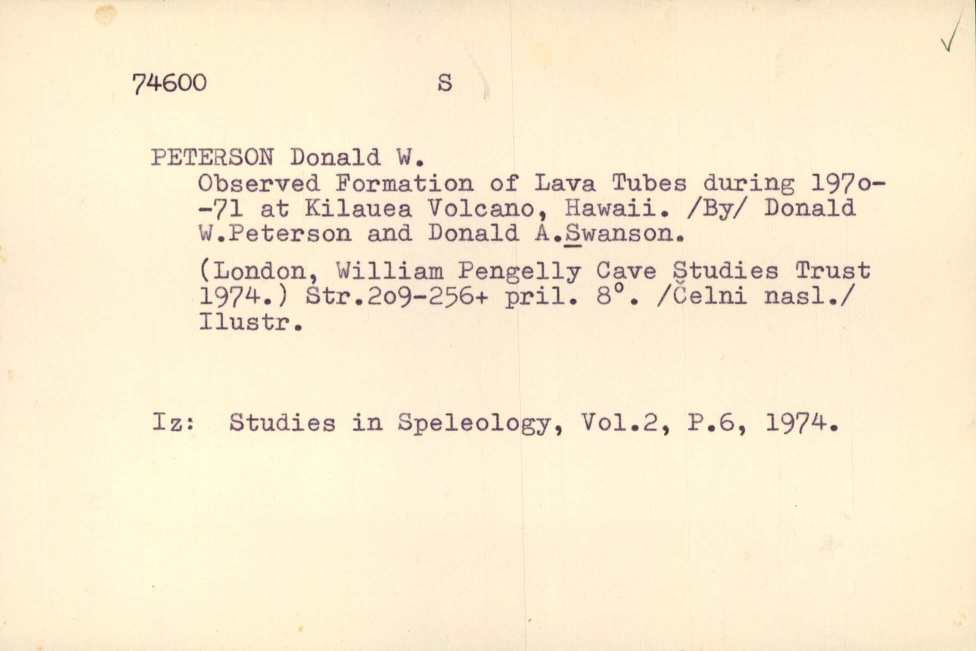 74600 S
PETERSON Donald W.
Observed Formation of Lava Tubes during 197o-
-71 at Kilauea Volcano, Hawaii. /By/ Donald
W.Peterson and Donald A.Swanson.
(London, William Pengelly Cave Studies Trust
1974.) Str.2o9-256+ pril. 8°. /Čelni nasl./
Ilustr.
Iz: Studies in Speleology, Vol.2, P.6, 1974.